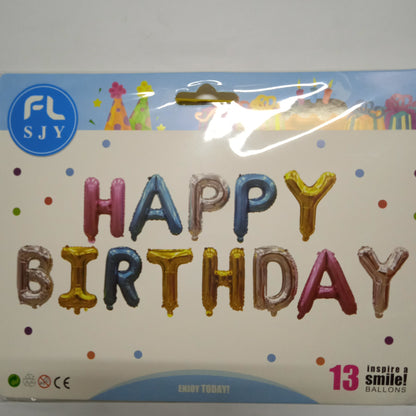 FL
SJY
HAPPY
BIRTHDAY
ENJOY TODAY!
13 inspire a
smile!
BALLONS
CE